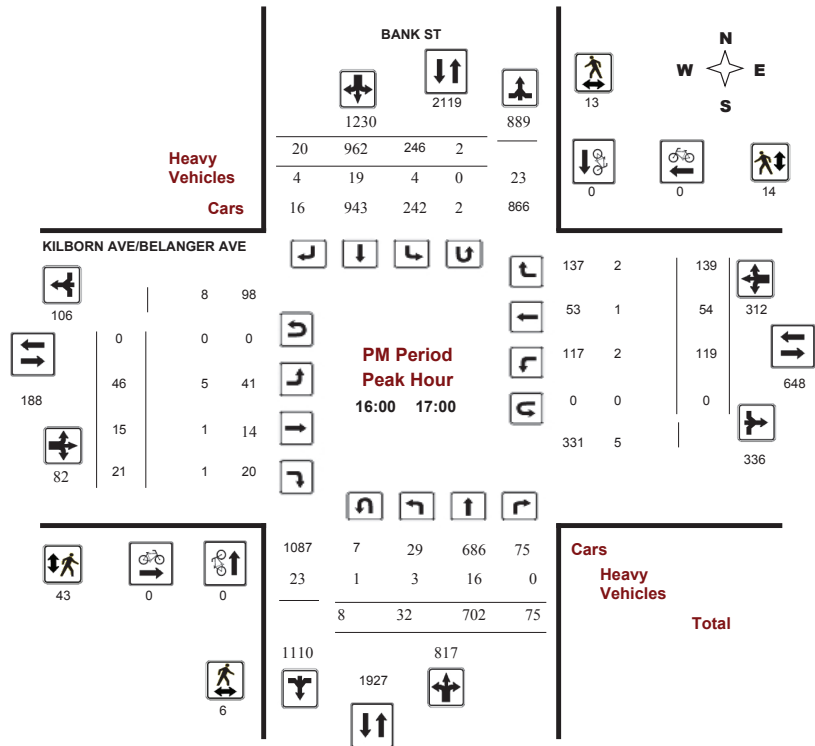 BANK ST
N
W E
S
2119
13
1230 889
20 962 246 2
Heavy
Vehicles
4 19 4 0 23
Cars 16 943 242 2 866
0 0 14
KILBORN AVE/BELANGER AVE
137 2 139
106 8 98
53 1 54 312
0 0 0
PM Period
Peak Hour
16:00 17:00
117 2 119
188 46 5 41
648
0 0 0
15 1 14
331 5
336
82 21 1 20
1087 7 29 686 75
Cars
23 1 3 16 0
Heavy
Vehicles
43 0 0
8 32 702 75
Total
1110 817
1927
6